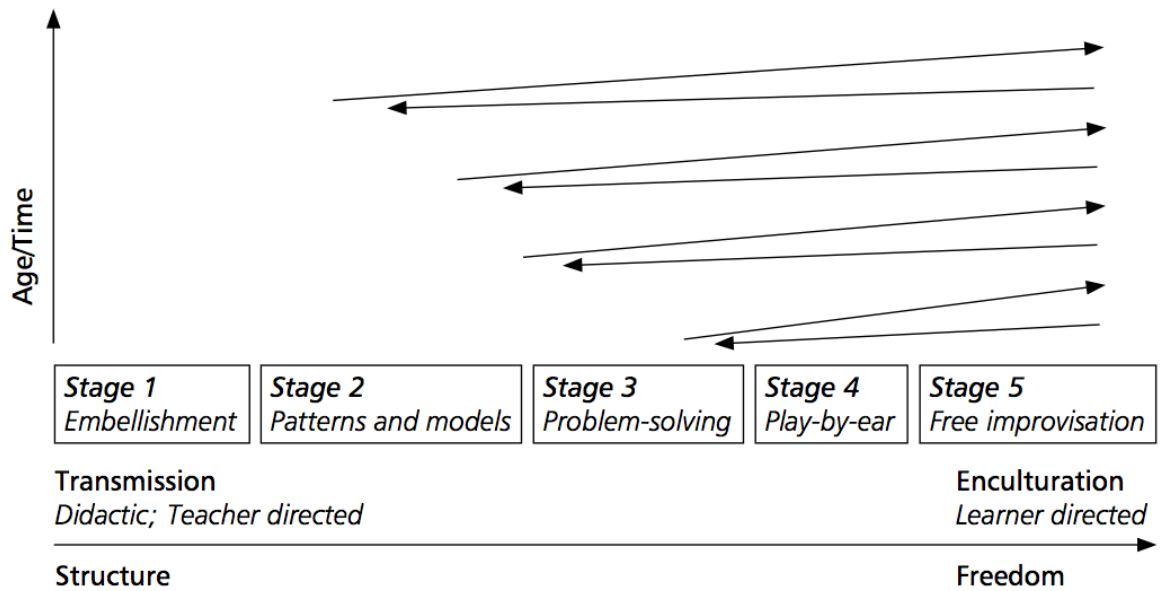 Age/Time
Stage 1
Embellishment
Stage 2
Patterns and models
Stage 3
Problem-solving
Stage 4
Play-by-ear
Stage 5
Free improvisation
Transmission
Didactic; Teacher directed
Enculturation
Learner directed
Structure
Freedom